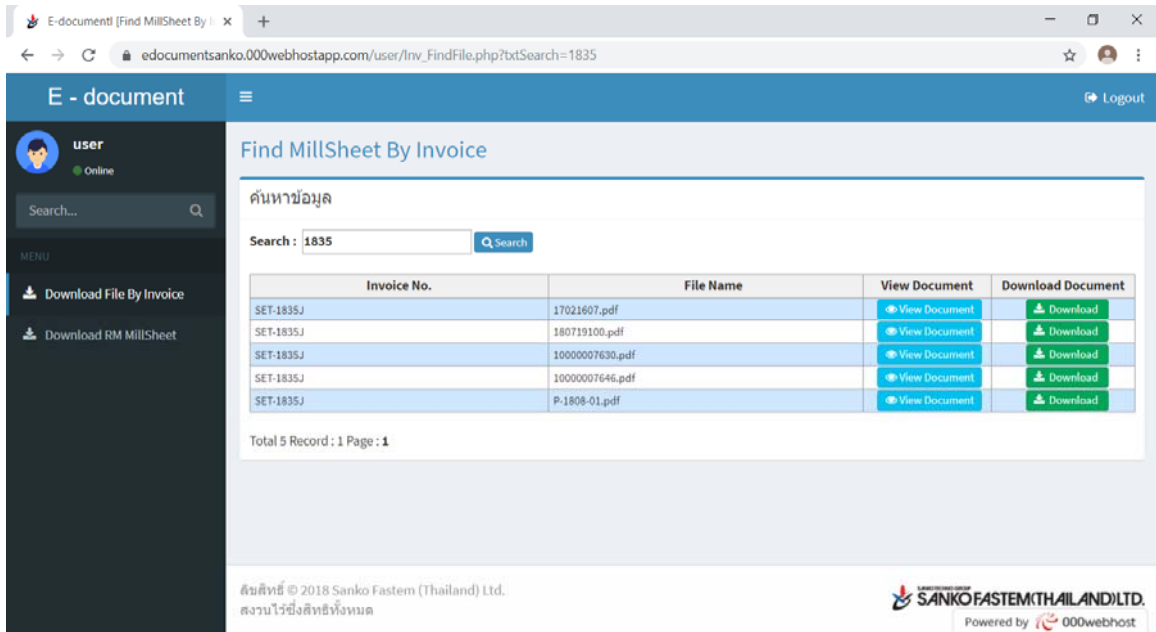 E-documentl [Find MillSheet By I
edocumentsanko.000webhostapp.com/user/Inv_FindFile.php?txtSearch=1835
E - document
Logout
user
Online
Search...
MENU
Download File By Invoice
Download RM MillSheet
Find MillSheet By Invoice
ค้นหาข้อมูล
Search : 1835 Search
Invoice No. File Name View Document Download Document
SET-1835J 17021607.pdf View Document Download
SET-1835J 180719100.pdf View Document Download
SET-1835J 10000007630.pdf View Document Download
SET-1835J 10000007646.pdf View Document Download
SET-1835J P-1808-01.pdf View Document Download
Total 5 Record : 1 Page : 1
ลิขสิทธิ์ © 2018 Sanko Fastem (Thailand) Ltd.
สงวนไว้ซึ่งสิทธิทั้งหมด
SANKO TECHNO GROUP
SANKO FASTEM(THAILAND)LTD.
Powered by 000webhost